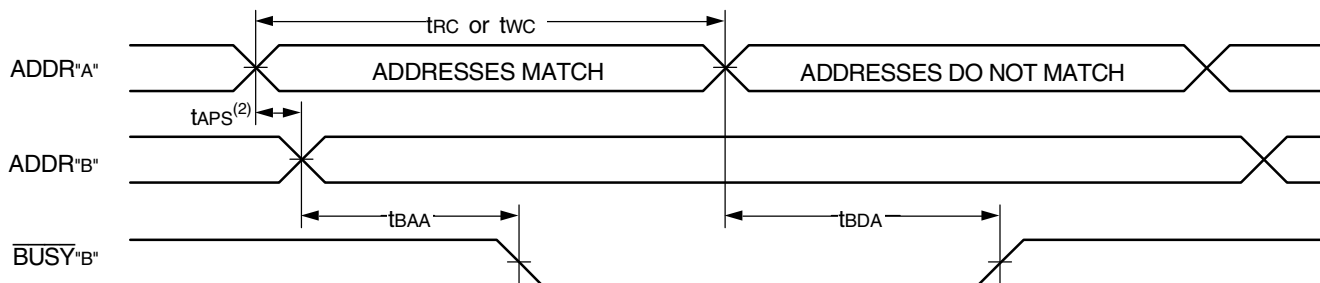 tRC or tWC
ADDR"A"
ADDRESSES MATCH
ADDRESSES DO NOT MATCH
tAPS(2)
ADDR"B"
tBAA
tBDA
BUSY"B"